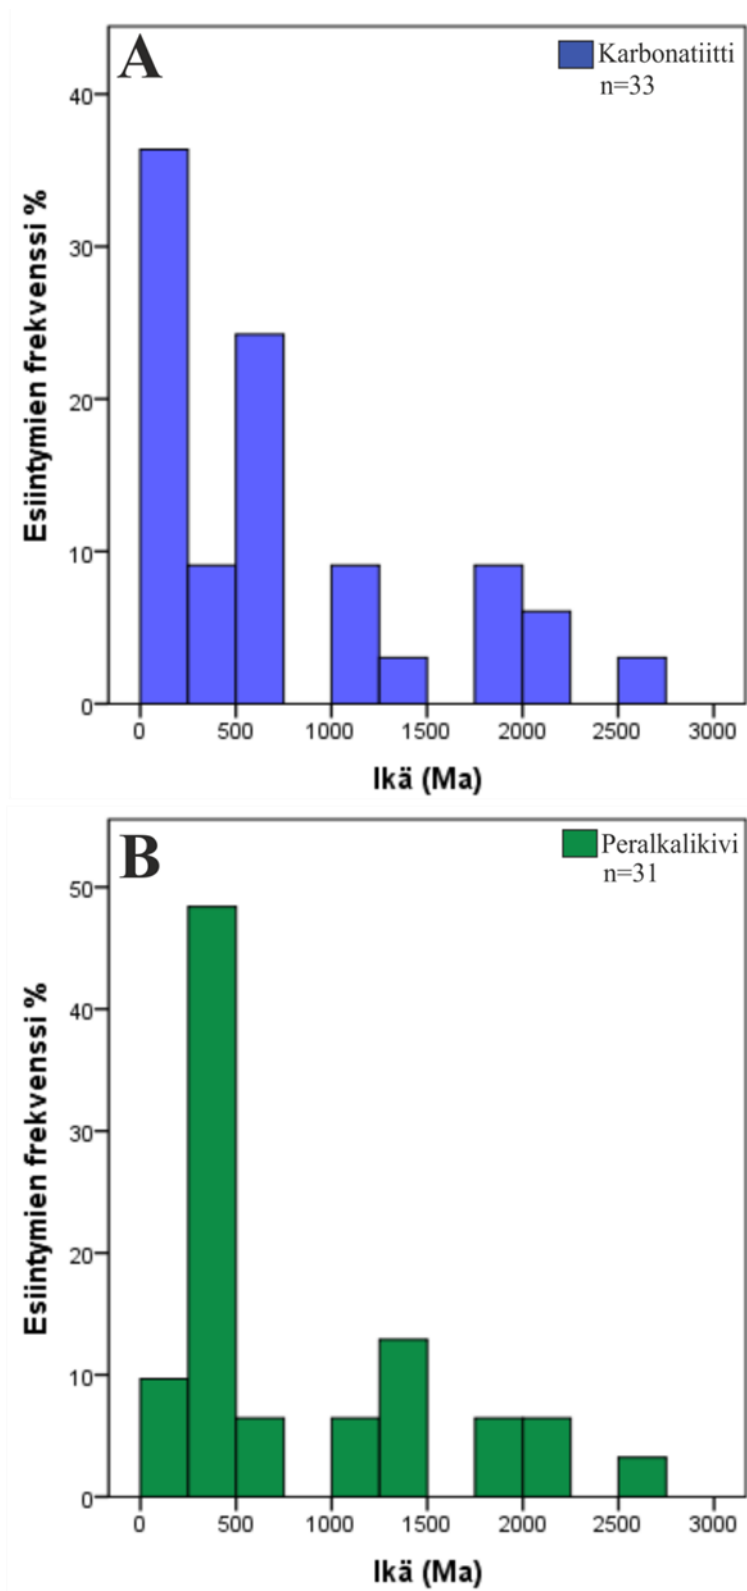 A
Karbonatiitti
n=33
Esiintymien frekvenssi %
40
30
20
10
0
0 500 1000 1500 2000 2500 3000
Ikä (Ma)
B
Peralkalikivi
n=31
Esiintymien frekvenssi %
50
40
30
20
10
0
0 500 1000 1500 2000 2500 3000
Ikä (Ma)